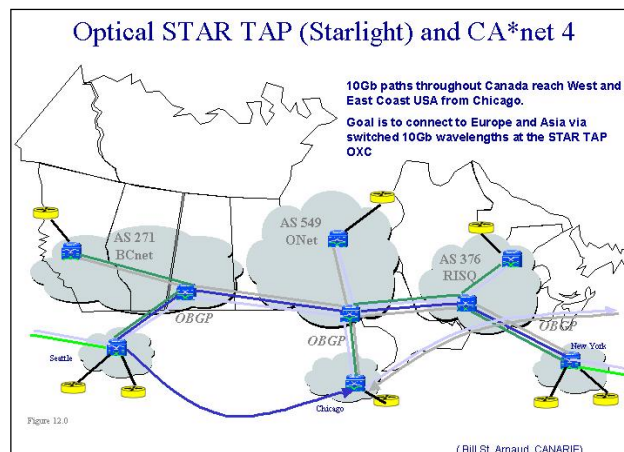 Optical STAR TAP (Starlight) and CA*net 4
10Gb paths throughout Canada reach West and
East Coast USA from Chicago.
Goal is to connect to Europe and Asia via
switched 10Gb wavelengths at the STAR TAP
OXC
AS 271
BCnet
AS 549
ONet
AS 376
RISQ
OBGP
OBGP
OBGP
Seattle
New York
Chicago
Figure 12.0
( Bill St. Arnaud, CANARIE)